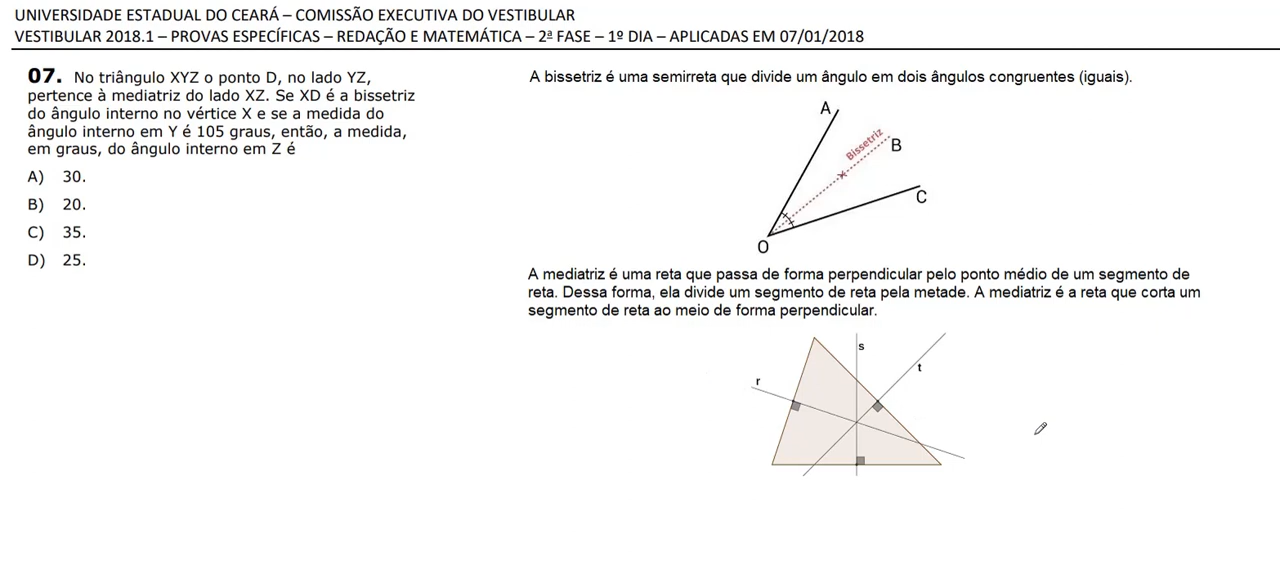 UNIVERSIDADE ESTADUAL DO CEARÁ – COMISSÃO EXECUTIVA DO VESTIBULAR
VESTIBULAR 2018.1 – PROVAS ESPECÍFICAS – REDAÇÃO E MATEMÁTICA – 2ª FASE – 1º DIA – APLICADAS EM 07/01/2018
07. No triângulo XYZ o ponto D, no lado YZ,
pertence à mediatriz do lado XZ. Se XD é a bissetriz
do ângulo interno no vértice X e se a medida do
ângulo interno em Y é 105 graus, então, a medida,
em graus, do ângulo interno em Z é
A) 30.
B) 20.
C) 35.
D) 25.
A bissetriz é uma semirreta que divide um ângulo em dois ângulos congruentes (iguais).
A
Bissetriz
B
C
O
A mediatriz é uma reta que passa de forma perpendicular pelo ponto médio de um segmento de
reta. Dessa forma, ela divide um segmento de reta pela metade. A mediatriz é a reta que corta um
segmento de reta ao meio de forma perpendicular.
s
t
r